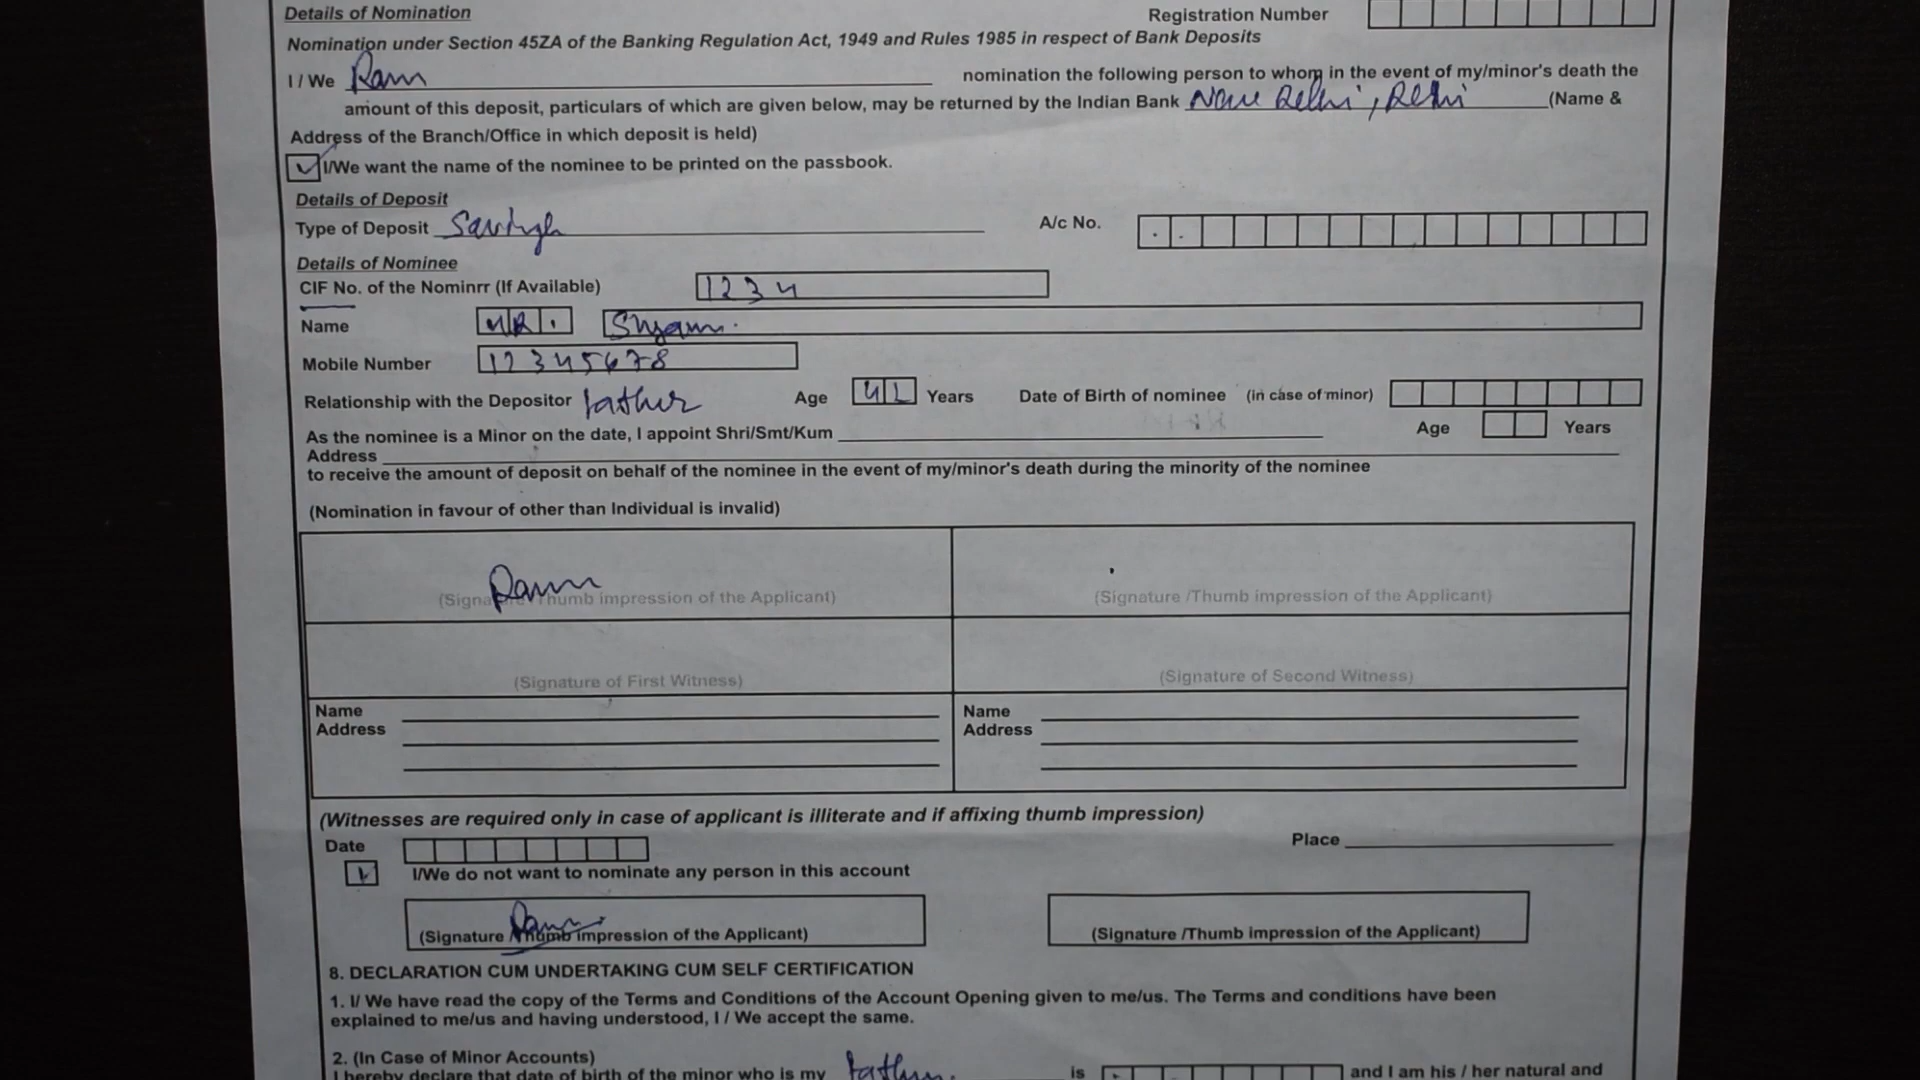 Details of Nomination Registration Number
Nomination under Section 45ZA of the Banking Regulation Act, 1949 and Rules 1985 in respect of Bank Deposits
I / We Ram nomination the following person to whom in the event of my/minor's death the
amount of this deposit, particulars of which are given below, may be returned by the Indian Bank New Delhi, Delhi (Name &
Address of the Branch/Office in which deposit is held)
I/We want the name of the nominee to be printed on the passbook.
Details of Deposit
Type of Deposit A/c No.
Details of Nominee
CIF No. of the Nominrr (If Available) 1234
Name MR. Shyam.
Mobile Number 12345678
Relationship with the Depositor father Age 42 Years Date of Birth of nominee (in case of minor)
As the nominee is a Minor on the date, I appoint Shri/Smt/Kum Age Years
Address
to receive the amount of deposit on behalf of the nominee in the event of my/minor's death during the minority of the nominee
(Nomination in favour of other than Individual is invalid)
Ram
(Signature /Thumb impression of the Applicant) (Signature /Thumb impression of the Applicant)
(Signature of First Witness) (Signature of Second Witness)
Name Name
Address Address
(Witnesses are required only in case of applicant is illiterate and if affixing thumb impression)
Date Place
I/We do not want to nominate any person in this account
Ram
(Signature /Thumb impression of the Applicant) (Signature /Thumb impression of the Applicant)
8. DECLARATION CUM UNDERTAKING CUM SELF CERTIFICATION
1. I/ We have read the copy of the Terms and Conditions of the Account Opening given to me/us. The Terms and conditions have been
explained to me/us and having understood, I / We accept the same.
2. (In Case of Minor Accounts)
I hereby declare that date of birth of the minor who is my father. is and I am his / her natural and